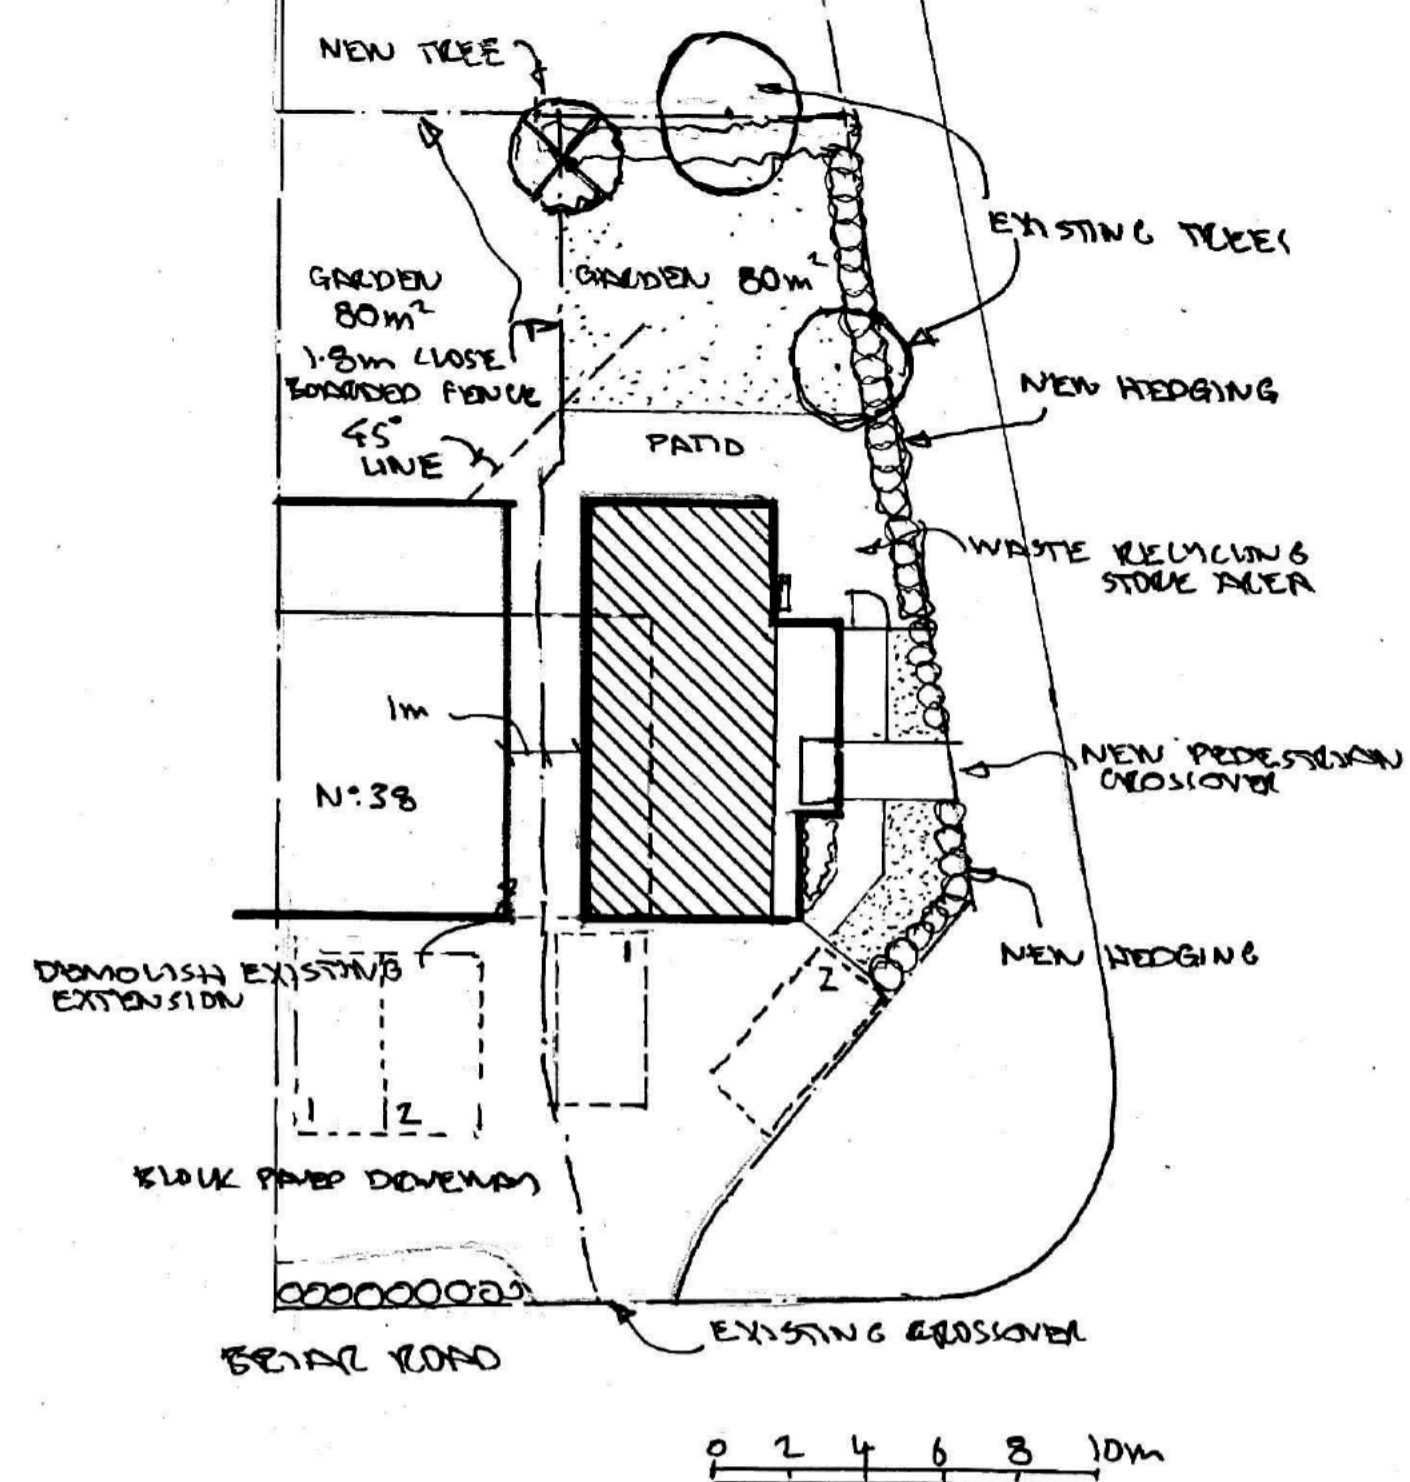 NEW TREE
EXISTING TREES
GARDEN
80m²
GARDEN 80m²
1.8m CLOSE
BOARDED FENCE
45°
LINE
NEW HEDGING
PATIO
WASTE RECYCLING
STORE AREA
1m
NEW PEDESTRIAN
CROSSOVER
Nº.38
DEMOLISH EXISTING
EXTENSION
1
2
NEW HEDGING
1
2
BLOCK PAVED DRIVEWAY
EXISTING CROSSOVER
BRIAR ROAD
0 2 4 6 8 10m